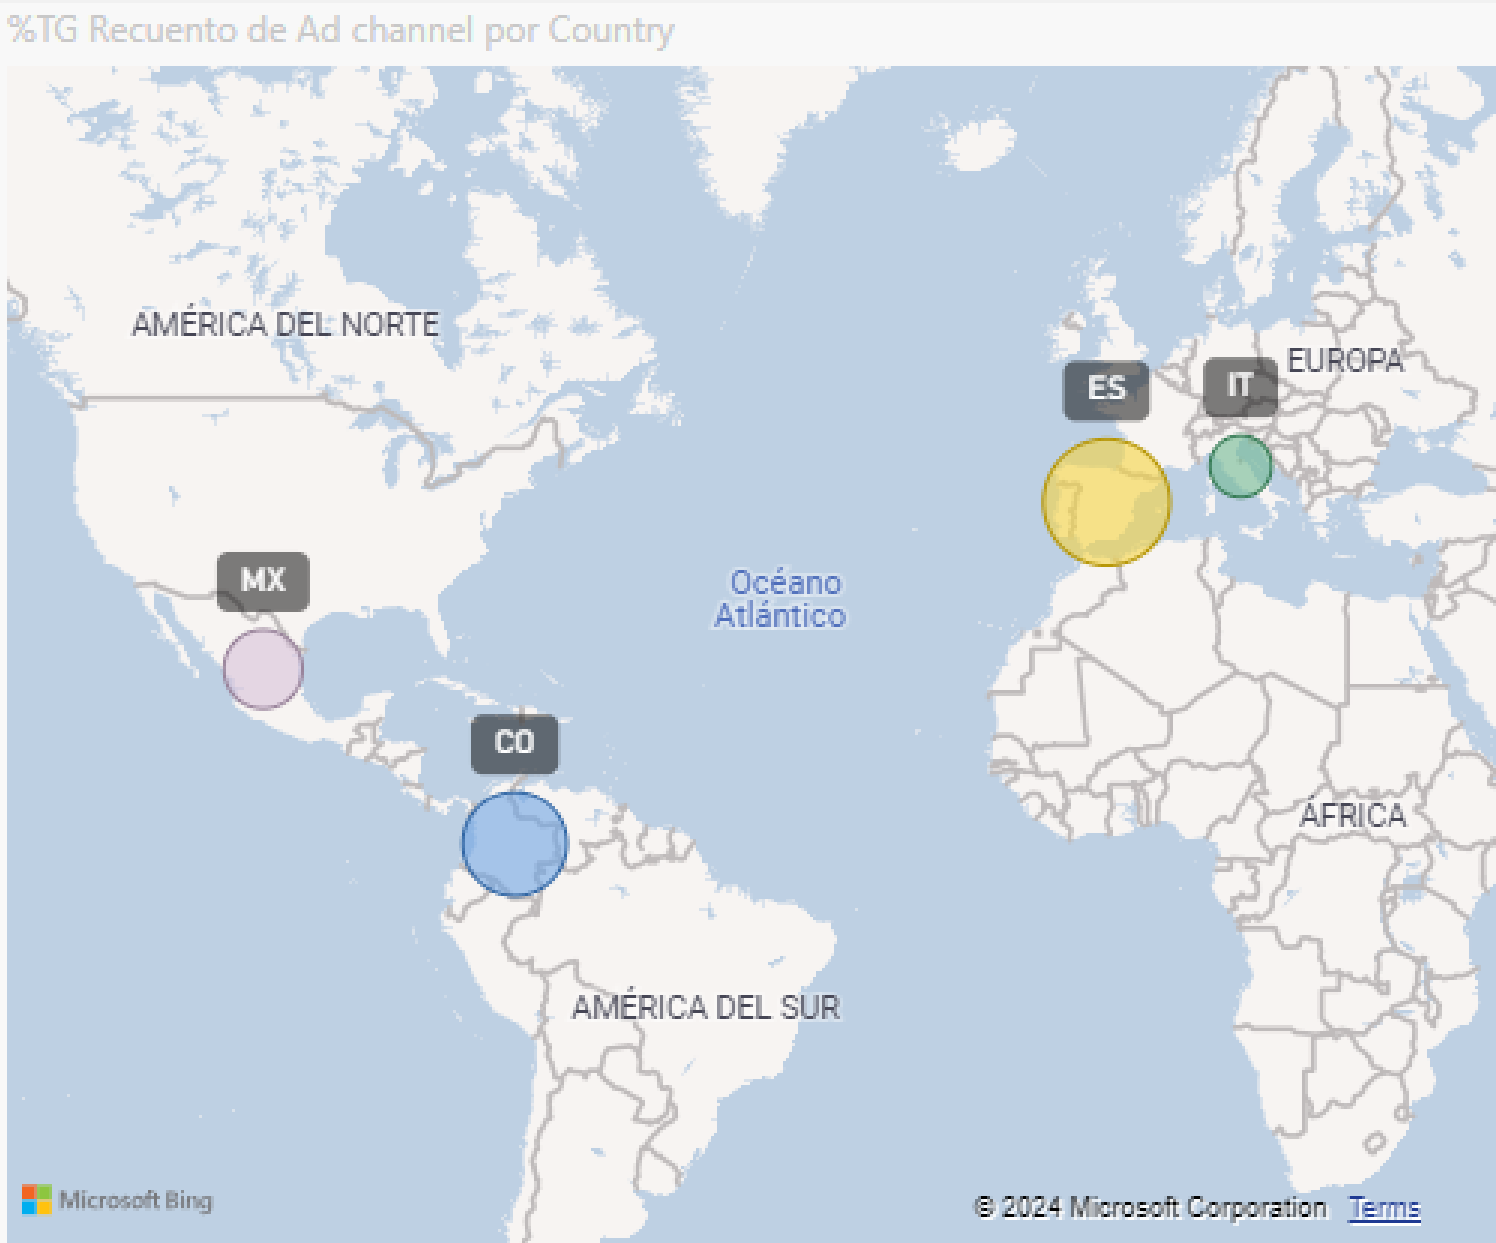 %TG Recuento de Ad channel por Country
AMÉRICA DEL NORTE
EUROPA
ES
IT
MX
Océano
Atlántico
CO
ÁFRICA
AMÉRICA DEL SUR
Microsoft Bing
© 2024 Microsoft Corporation Terms